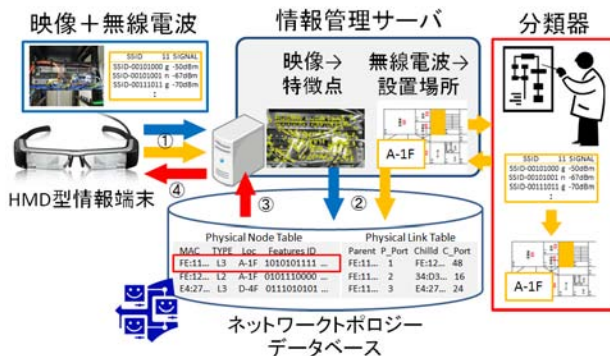 映像＋無線電波
SSID 11 SIGNAL
SSID-00101000 g -50dBm
SSID-00101001 n -67dBm
SSID-00111011 g -70dBm
:
HMD型情報端末
①
④
情報管理サーバ
映像→
特徴点
無線電波→
設置場所
A-1F
③
②
分類器
SSID 11 SIGNAL
SSID-00101000 g -50dBm
SSID-00101001 n -67dBm
SSID-00111011 g -70dBm
:
A-1F
Physical Node Table
MAC TYPE Loc Features ID
FE:11... L3 A-1F 1010101111 ...
FE:12... L2 A-1F 0101110000 ...
E4:27... L3 D-4F 0111010101 ...
Physical Link Table
Parent P_Port Chilld C_Port
FE:11... 1 FE:12... 48
FE:11... 2 34:D3... 16
FE:11... 3 E4:27... 24
ネットワークトポロジー
データベース